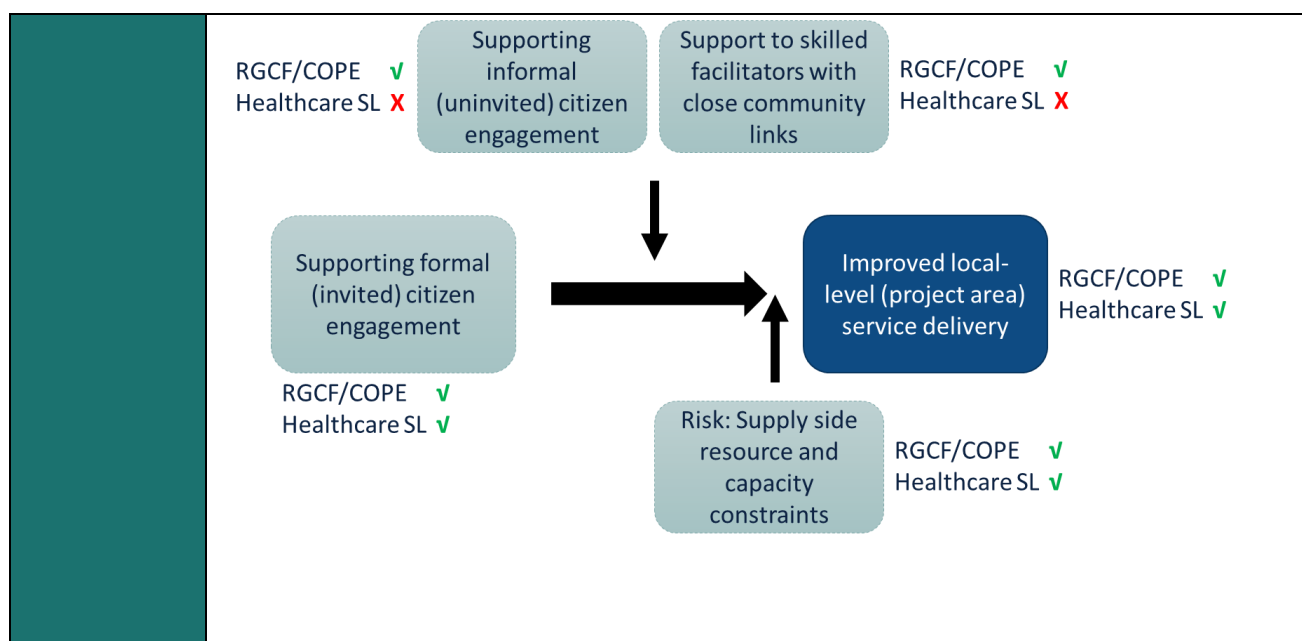 Supporting
informal
(uninvited) citizen
engagement
RGCF/COPE √
Healthcare SL X
Support to skilled
facilitators with
close community
links
RGCF/COPE √
Healthcare SL X
Supporting formal
(invited) citizen
engagement
RGCF/COPE √
Healthcare SL √
Improved local-
level (project area)
service delivery
RGCF/COPE √
Healthcare SL √
Risk: Supply side
resource and
capacity
constraints
RGCF/COPE √
Healthcare SL √